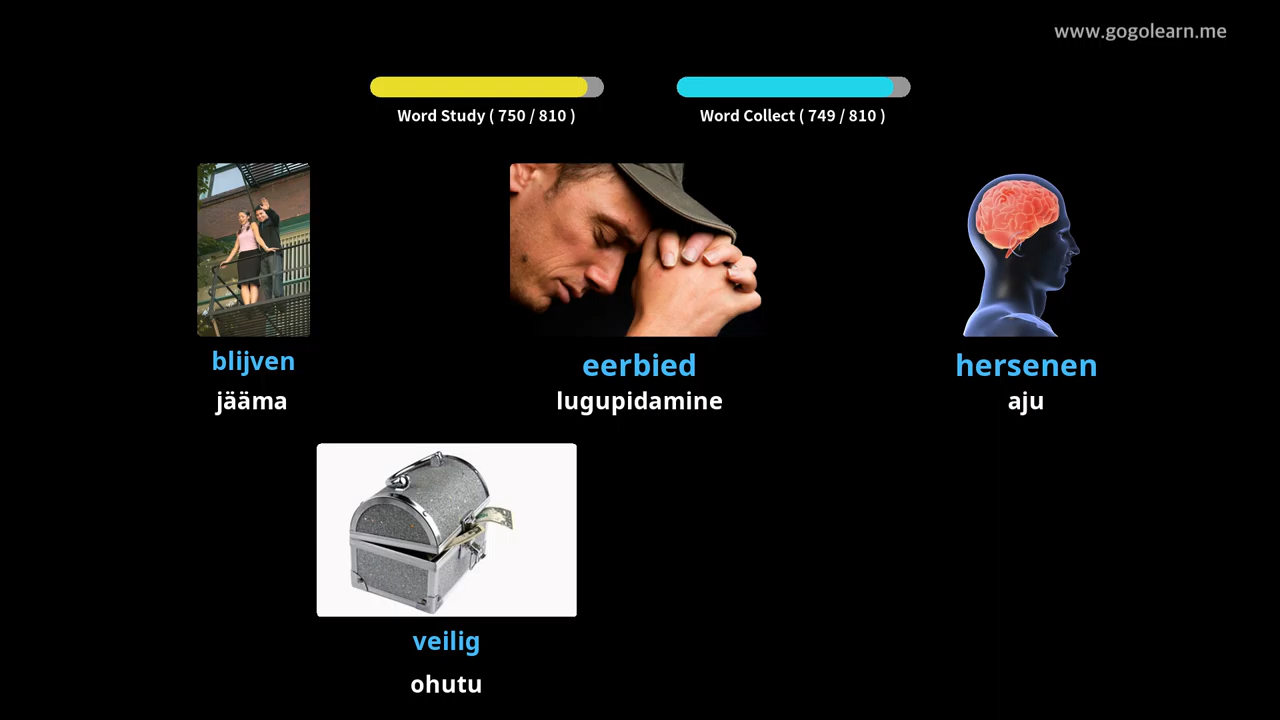 www.gogolearn.me
Word Study ( 750 / 810 )
Word Collect ( 749 / 810 )
blijven
jääma
eerbied
lugupidamine
hersenen
aju
veilig
ohutu